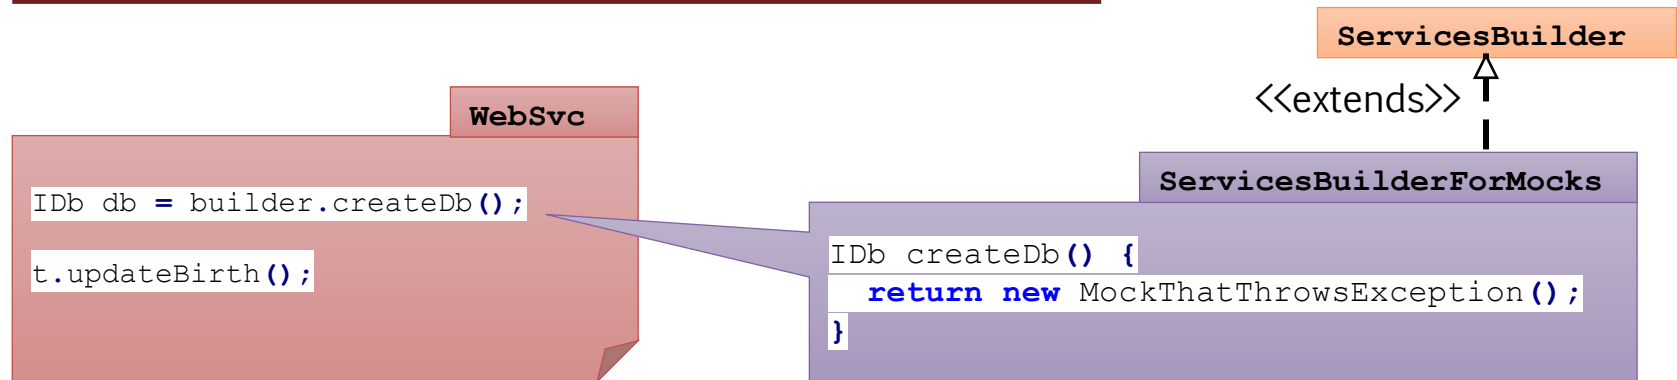 ServicesBuilder
<<extends>>
WebSvc
IDb db = builder.createDb();
t.updateBirth();
ServicesBuilderForMocks
IDb createDb() {
  return new MockThatThrowsException();
}